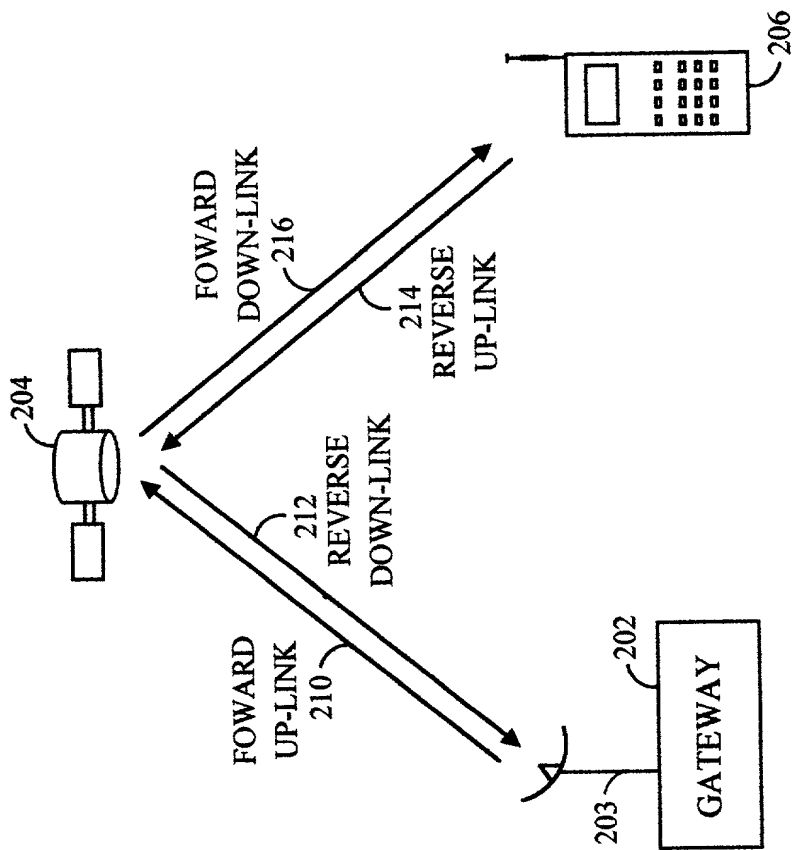 204
FOWARD
DOWN-LINK
216
214
REVERSE
UP-LINK
212
REVERSE
DOWN-LINK
FOWARD
UP-LINK
210
206
202
203
GATEWAY